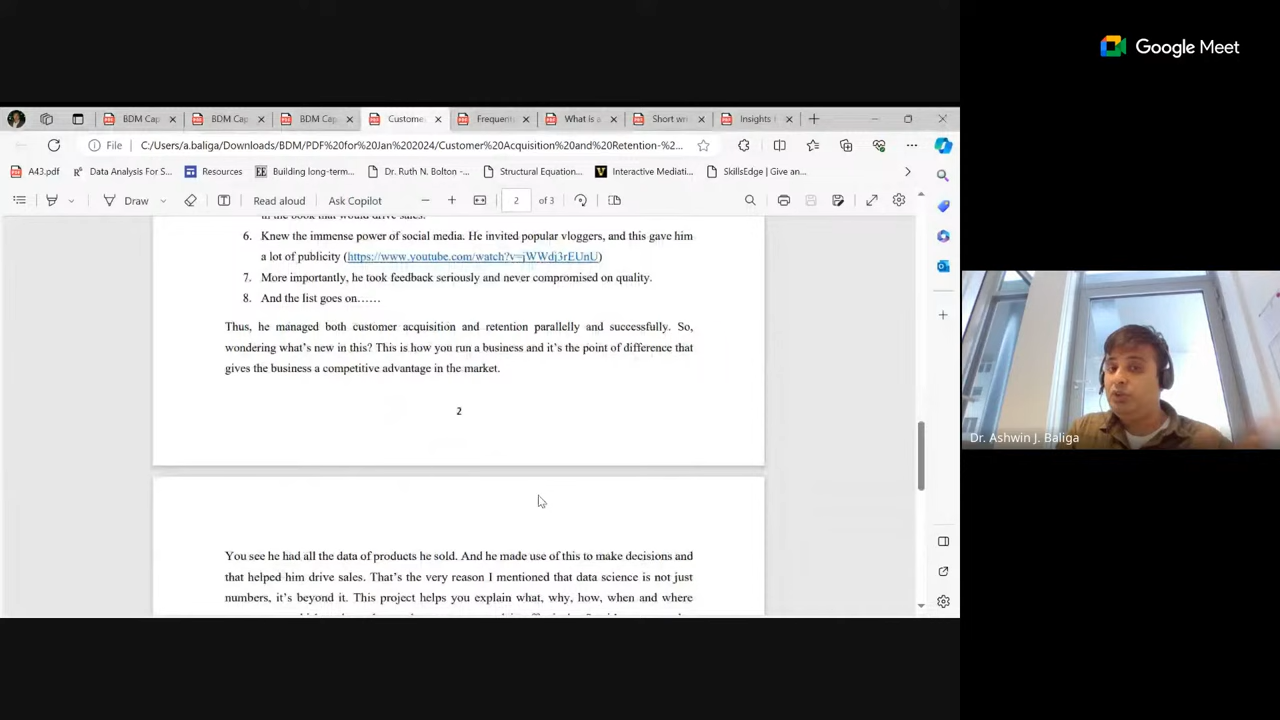 Google Meet
BDM Cap
BDM Cap
BDM Cap
Custome
Frequent
What is a
Short wr
Insights
File
C:/Users/a.baliga/Downloads/BDM/PDF%20for%20Jan%202024/Customer%20Acquisition%20and%20Retention-%...
A43.pdf
Data Analysis For S...
Resources
Building long-term...
Dr. Ruth N. Bolton -...
Structural Equation...
Interactive Mediati...
SkillsEdge | Give an...
Draw
Read aloud
Ask Copilot
2
of 3
in the book that would drive sales.
6. Knew the immense power of social media. He invited popular vloggers, and this gave him
a lot of publicity (https://www.youtube.com/watch?v=jWWdj3rEUnU)
7. More importantly, he took feedback seriously and never compromised on quality.
8. And the list goes on......
Thus, he managed both customer acquisition and retention parallelly and successfully. So,
wondering what's new in this? This is how you run a business and it's the point of difference that
gives the business a competitive advantage in the market.
2
You see he had all the data of products he sold. And he made use of this to make decisions and
that helped him drive sales. That's the very reason I mentioned that data science is not just
numbers, it's beyond it. This project helps you explain what, why, how, when and where
Dr. Ashwin J. Baliga